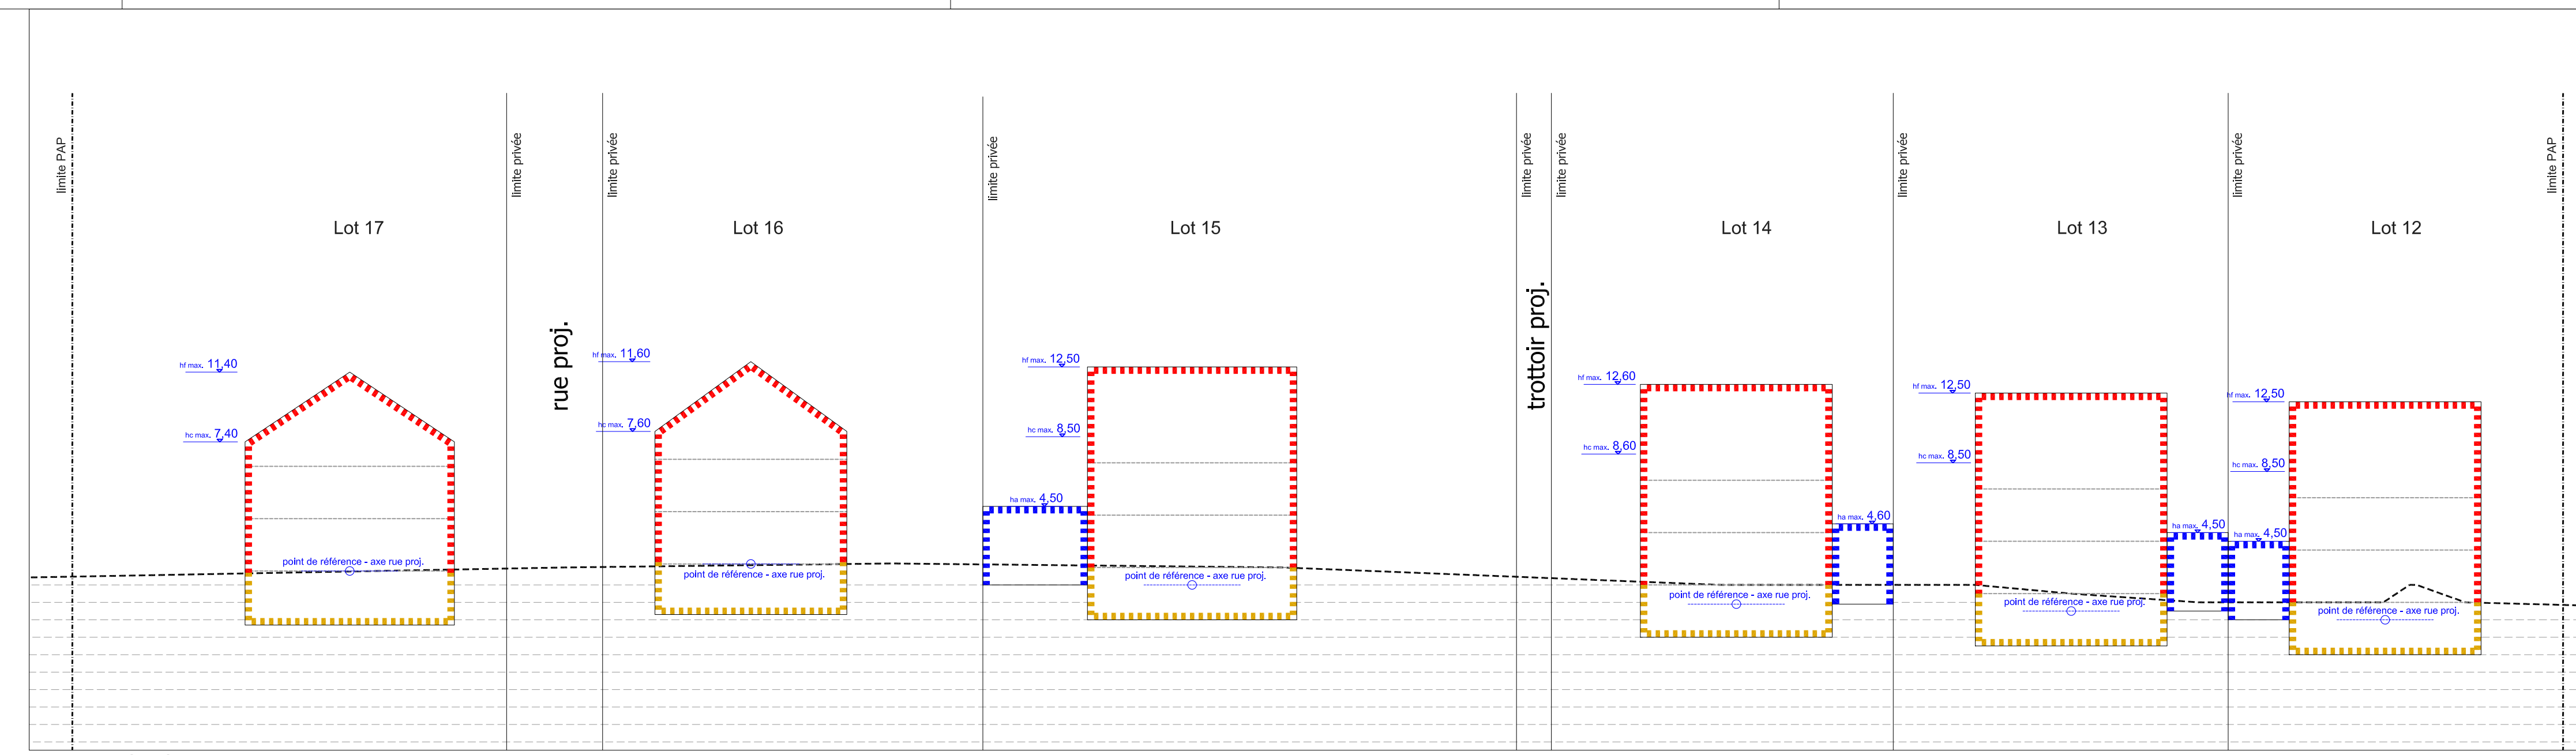 limite PAP
limite privée
limite privée
limite privée
limite privée
limite privée
limite privée
limite privée
limite PAP
Lot 17
Lot 16
Lot 15
Lot 14
Lot 13
Lot 12
rue proj.
trottoir proj.
hf max. 11,40
hc max. 7,40
point de référence - axe rue proj.
hf max. 11,60
hc max. 7,60
point de référence - axe rue proj.
hf max. 12,50
hc max. 8,50
ha max. 4,50
point de référence - axe rue proj.
hf max. 12,60
hc max. 8,60
ha max. 4,60
point de référence - axe rue proj.
hf max. 12,50
hc max. 8,50
ha max. 4,50
point de référence - axe rue proj.
hf max. 12,50
hc max. 8,50
ha max. 4,50
point de référence - axe rue proj.